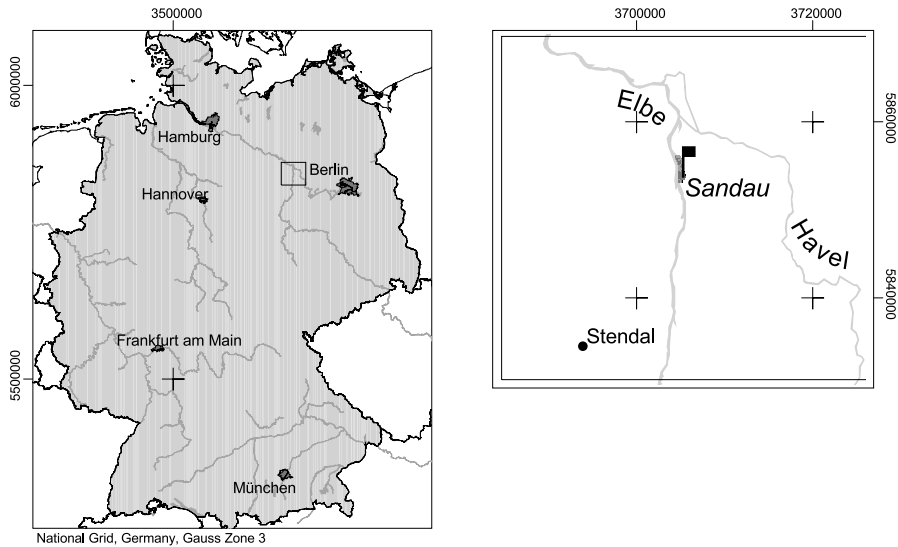 3500000
6000000
Hamburg
Berlin
Hannover
Frankfurt am Main
5500000
München
National Grid, Germany, Gauss Zone 3
3700000
3720000
Elbe
5860000
Sandau
Havel
5840000
Stendal